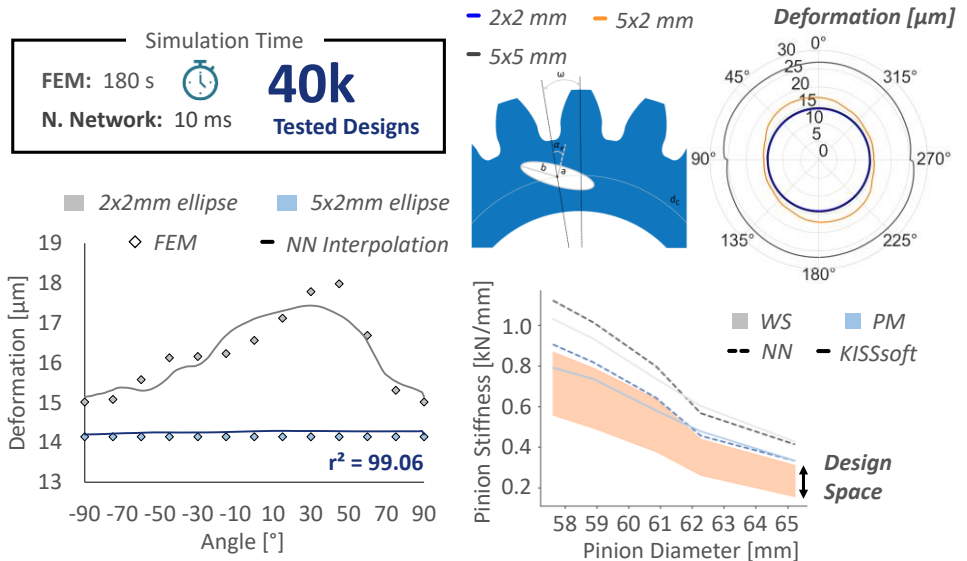 Simulation Time
FEM: 180 s
N. Network: 10 ms
40k
Tested Designs
2x2 mm
5x2 mm
5x5 mm
ω
α
b
a
d_c
Deformation [µm]
0°
315°
270°
225°
180°
135°
90°
45°
30
25
20
15
10
5
0
2x2mm ellipse
5x2mm ellipse
FEM
NN Interpolation
Deformation [µm]
19
18
17
16
15
14
13
r² = 99.06
-90 -70 -50 -30 -10 10 30 50 70 90
Angle [°]
Pinion Stiffness [kN/mm]
1.0
0.8
0.6
0.4
0.2
WS
PM
NN
KISSsoft
Design
Space
58 59 60 61 62 63 64 65
Pinion Diameter [mm]